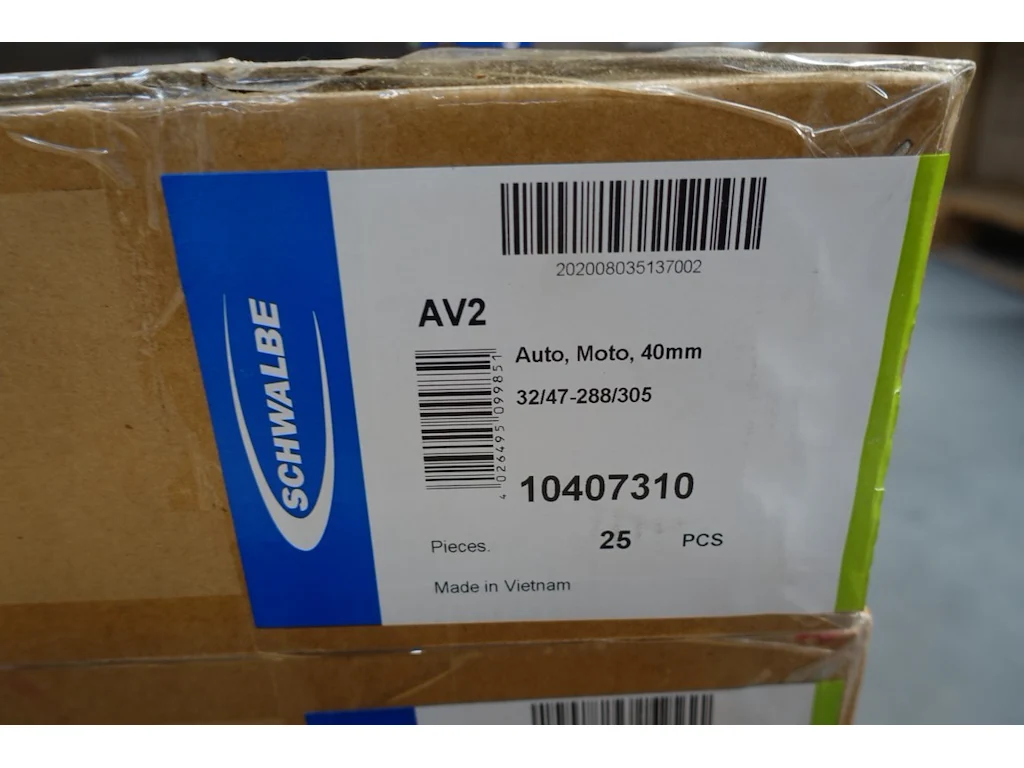 SCHWALBE
202008035137002
AV2
Auto, Moto, 40mm
4 026495 099851
32/47-288/305
10407310
Pieces. 25 PCS
Made in Vietnam